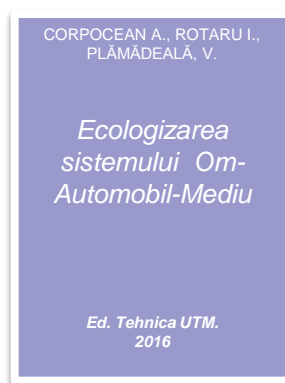 CORPOCEAN A., ROTARU I.,
PLĂMĂDEALĂ, V.
Ecologizarea
sistemului Om-
Automobil-Mediu
Ed. Tehnica UTM.
2016